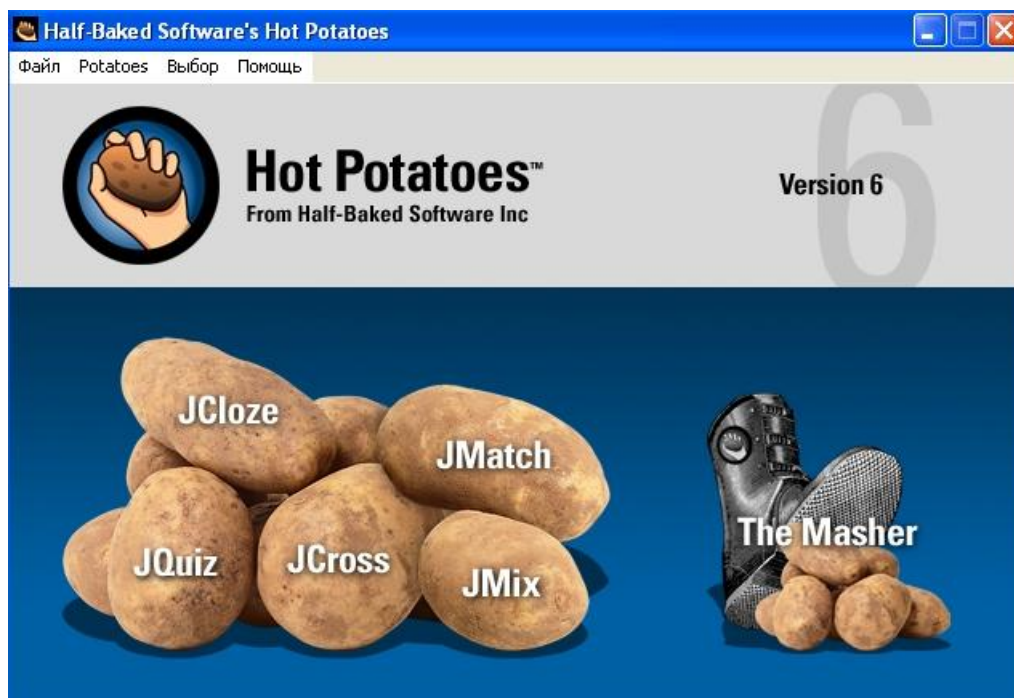 Half-Baked Software's Hot Potatoes
Файл Potatoes Выбор Помощь
Hot Potatoes™
From Half-Baked Software Inc
6
Version 6
JCloze
JMatch
JQuiz
JCross
JMix
The Masher